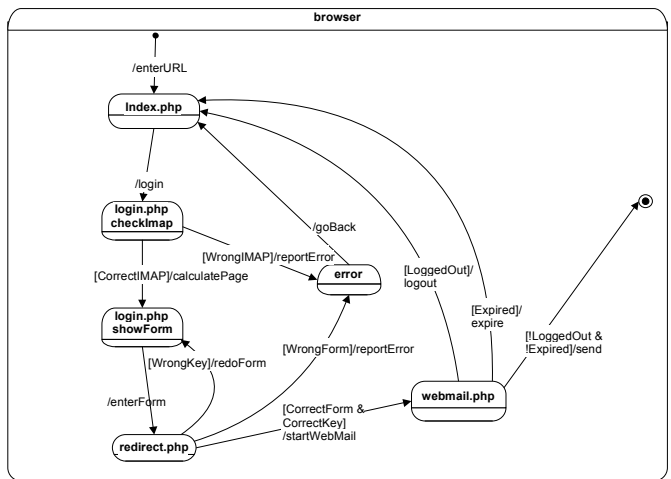 browser
/enterURL
Index.php
/login
login.php
checkImap
/goBack
[WrongIMAP]/reportError
[CorrectIMAP]/calculatePage
error
[LoggedOut]/
logout
[Expired]/
expire
login.php
showForm
[!LoggedOut &
!Expired]/send
[WrongForm]/reportError
[WrongKey]/redoForm
webmail.php
/enterForm
[CorrectForm &
CorrectKey]
/startWebMail
redirect.php